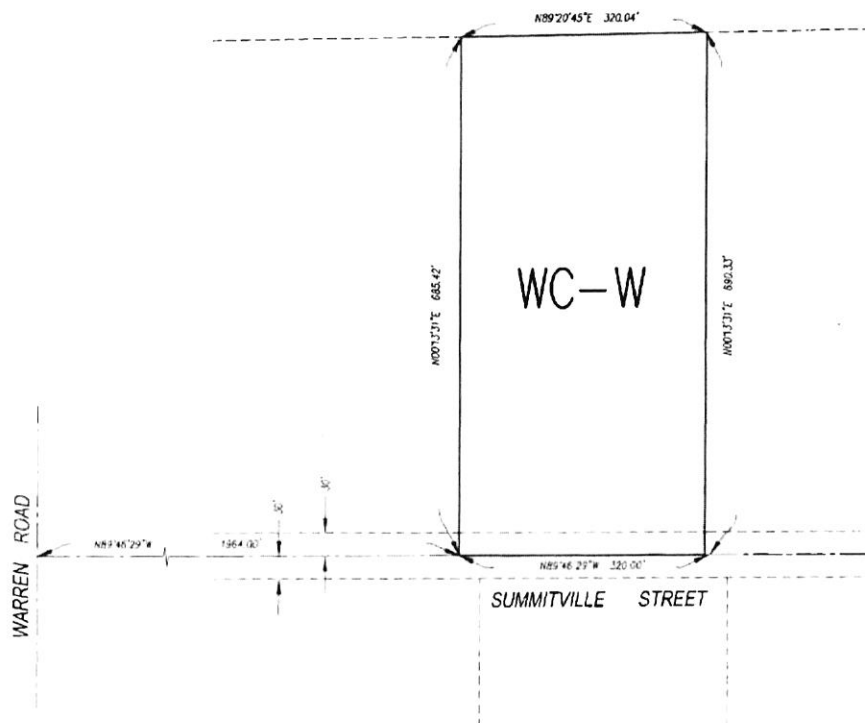 N89°20'45"E 320.04'
N00°13'31"E 685.42'
WC-W
N00°13'31"E 690.33'
30'
30'
WARREN ROAD
N89°46'29"W 1964.00'
N89°46'29"W 320.00'
SUMMITVILLE STREET